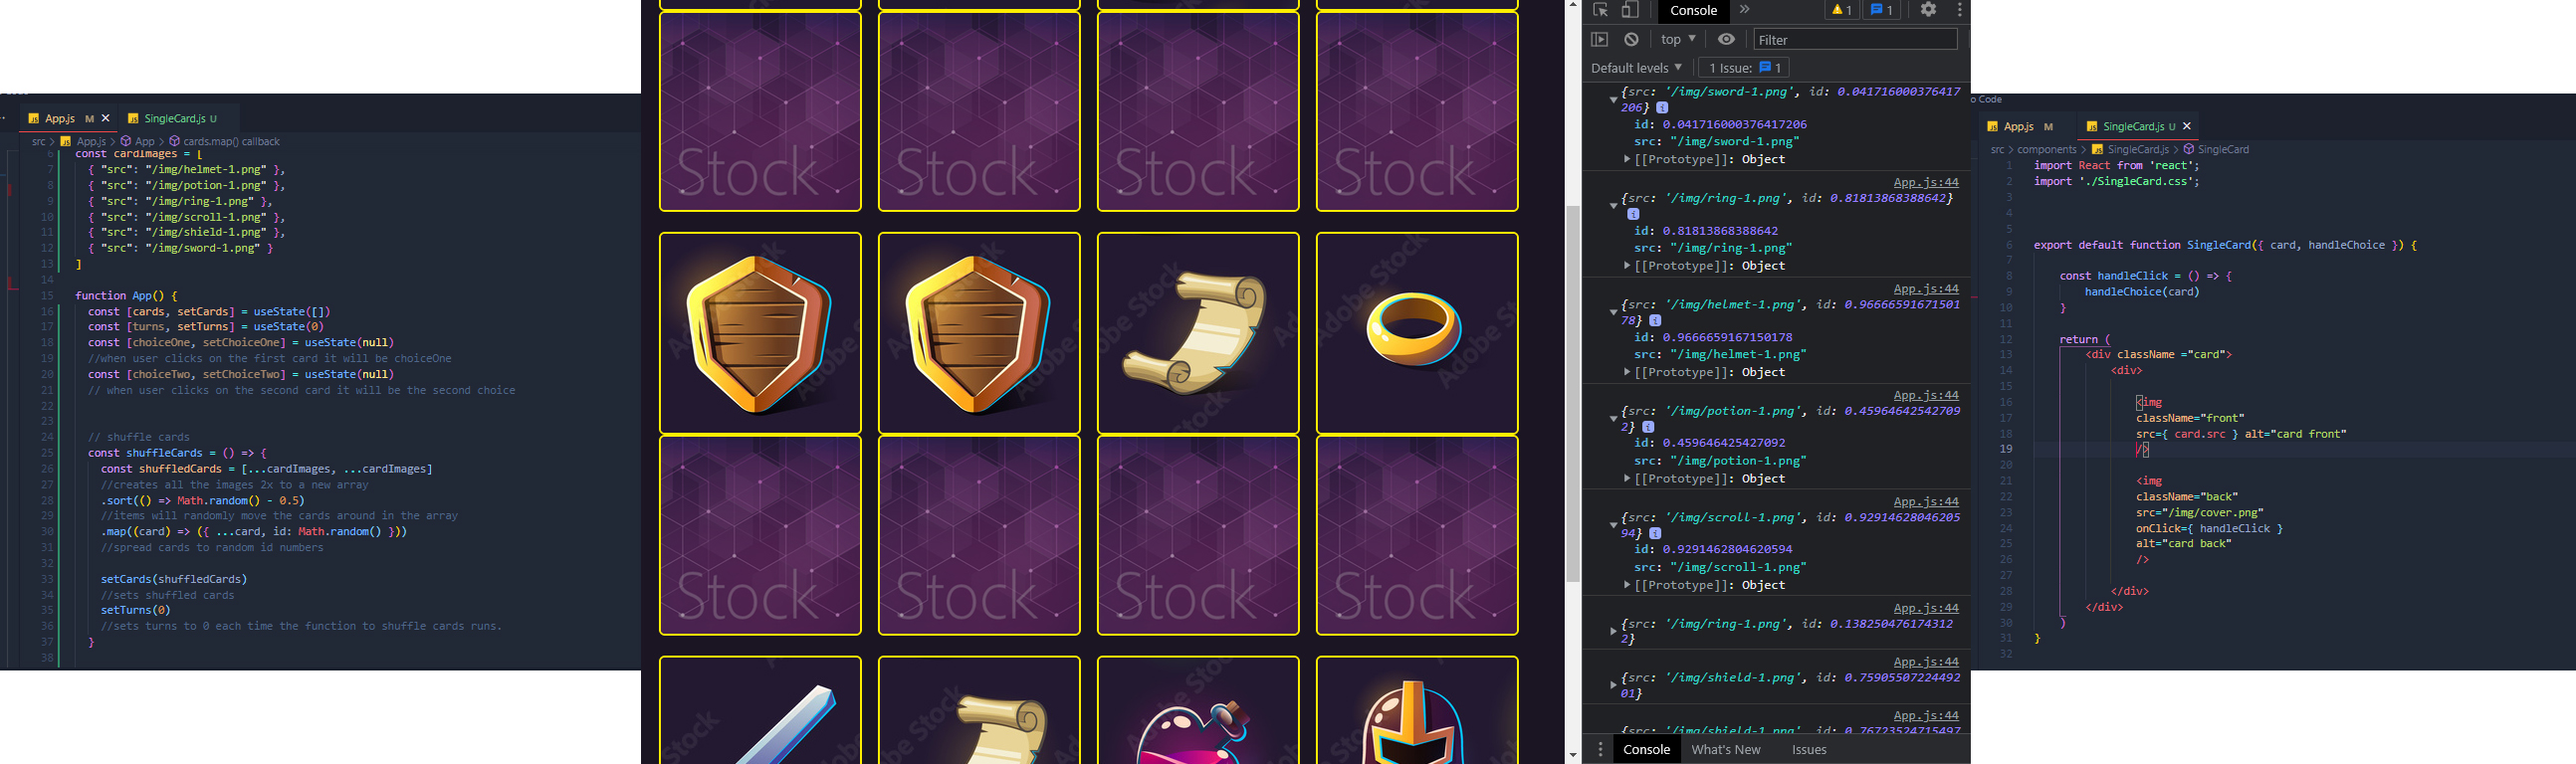 App.js M ×
SingleCard.js U
src > App.js > App > cards.map() callback
6 const cardImages = [
7 { "src": "/img/helmet-1.png" },
8 { "src": "/img/potion-1.png" },
9 { "src": "/img/ring-1.png" },
10 { "src": "/img/scroll-1.png" },
11 { "src": "/img/shield-1.png" },
12 { "src": "/img/sword-1.png" }
13 ]
14
15 function App() {
16 const [cards, setCards] = useState([])
17 const [turns, setTurns] = useState(0)
18 const [choiceOne, setChoiceOne] = useState(null)
19 //when user clicks on the first card it will be choiceOne
20 const [choiceTwo, setChoiceTwo] = useState(null)
21 // when user clicks on the second card it will be the second choice
22
23
24 // shuffle cards
25 const shuffleCards = () => {
26 const shuffledCards = [...cardImages, ...cardImages]
27 //creates all the images 2x to a new array
28 .sort(() => Math.random() - 0.5)
29 //items will randomly move the cards around in the array
30 .map((card) => ({ ...card, id: Math.random() }))
31 //spread cards to random id numbers
32
33 setCards(shuffledCards)
34 //sets shuffled cards
35 setTurns(0)
36 //sets turns to 0 each time the function to shuffle cards runs.
37 }
38
Stock
Stock
Stock
Stock
Adobe Stock
Adobe Stock
Adobe Stock
Adobe Stock
Stock
Stock
Stock
Stock
Stock
Adobe Stock
Console » 1 1
top Filter
Default levels 1 Issue: 1
{src: '/img/sword-1.png', id: 0.041716000376417
206}
id: 0.041716000376417206
src: "/img/sword-1.png"
[[Prototype]]: Object
App.js:44
{src: '/img/ring-1.png', id: 0.81813868388642}
id: 0.81813868388642
src: "/img/ring-1.png"
[[Prototype]]: Object
App.js:44
{src: '/img/helmet-1.png', id: 0.96666591671501
78}
id: 0.9666659167150178
src: "/img/helmet-1.png"
[[Prototype]]: Object
App.js:44
{src: '/img/potion-1.png', id: 0.45964642542709
2}
id: 0.459646425427092
src: "/img/potion-1.png"
[[Prototype]]: Object
App.js:44
{src: '/img/scroll-1.png', id: 0.92914628046205
94}
id: 0.9291462804620594
src: "/img/scroll-1.png"
[[Prototype]]: Object
App.js:44
{src: '/img/ring-1.png', id: 0.138250476174312
2}
App.js:44
{src: '/img/shield-1.png', id: 0.75905507224492
01}
App.js:44
{src: '/img/shield-1.png', id: 0.76723524715497
Console What's New Issues
o Code
App.js M
SingleCard.js U ×
src > components > SingleCard.js > SingleCard
1 import React from 'react';
2 import './SingleCard.css';
3
4
5
6 export default function SingleCard({ card, handleChoice }) {
7
8 const handleClick = () => {
9 handleChoice(card)
10 }
11
12 return (
13 <div className ="card">
14 <div>
15
16 <img
17 className="front"
18 src={ card.src } alt="card front"
19 />
20
21 <img
22 className="back"
23 src="/img/cover.png"
24 onClick={ handleClick }
25 alt="card back"
26 />
27
28 </div>
29 </div>
30 )
31 }
32